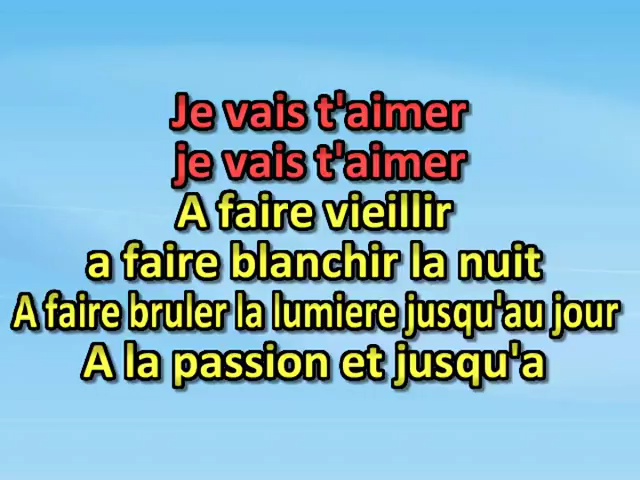 Je vais t'aimer
je vais t'aimer
A faire vieillir
a faire blanchir la nuit
A faire bruler la lumiere jusqu'au jour
A la passion et jusqu'a